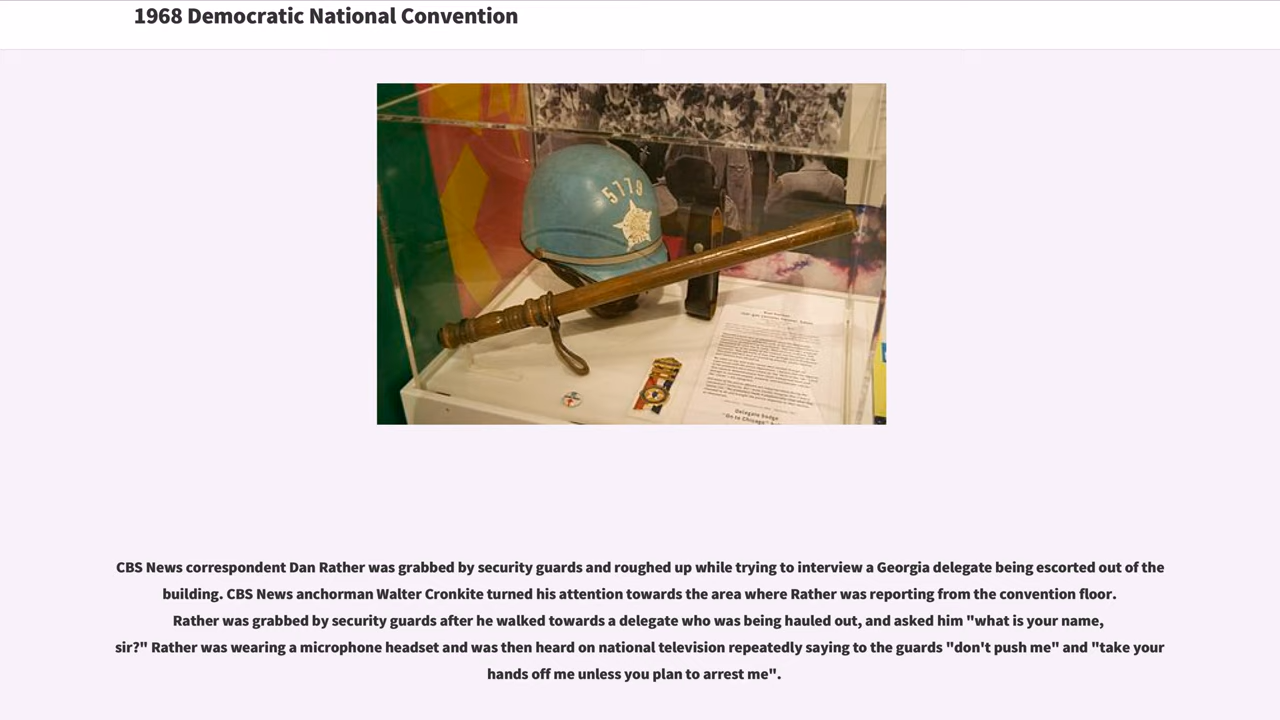 1968 Democratic National Convention
5779
Delegate badge
"On to Chicago"
CBS News correspondent Dan Rather was grabbed by security guards and roughed up while trying to interview a Georgia delegate being escorted out of the
building. CBS News anchorman Walter Cronkite turned his attention towards the area where Rather was reporting from the convention floor.
Rather was grabbed by security guards after he walked towards a delegate who was being hauled out, and asked him "what is your name,
sir?" Rather was wearing a microphone headset and was then heard on national television repeatedly saying to the guards "don't push me" and "take your
hands off me unless you plan to arrest me".